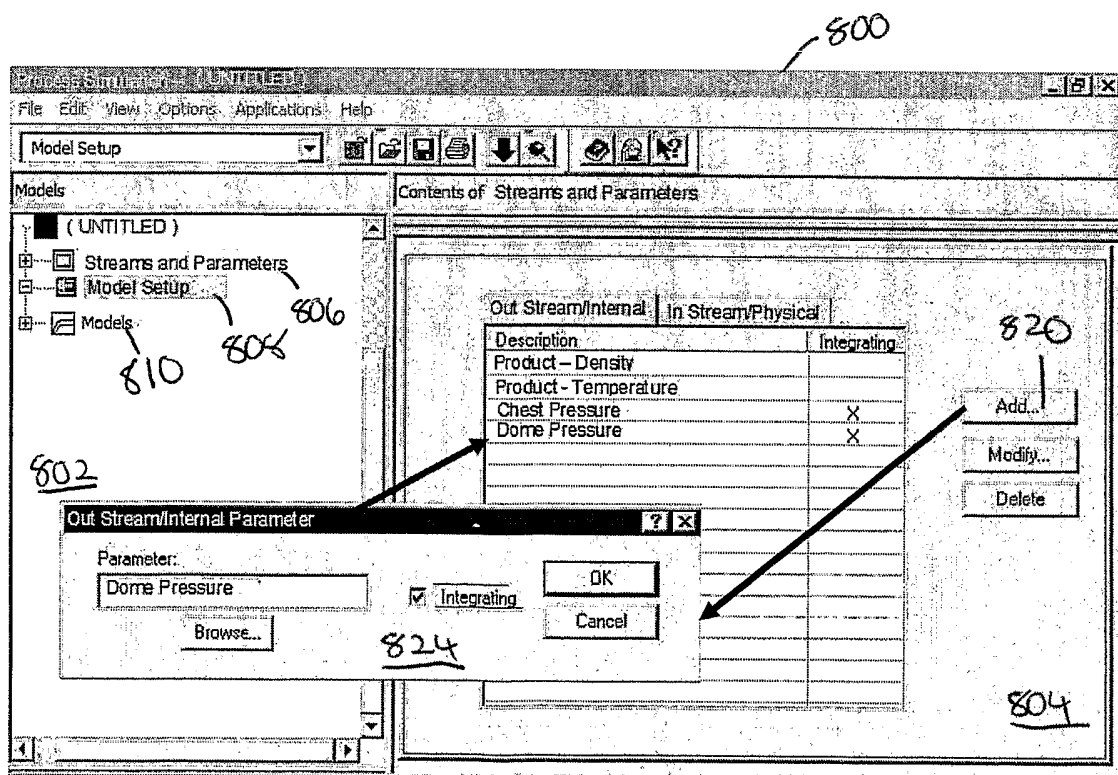 800
Process Simulation - ( UNTITLED )
File Edit View Options Applications Help
Model Setup
Models
Contents of Streams and Parameters
( UNTITLED )
Streams and Parameters
Model Setup
Models
806
808
810
802
Out Stream/Internal
In Stream/Physical
Description
Integrating
Product – Density
Product - Temperature
Chest Pressure X
Dome Pressure X
820
Add...
Modify...
Delete
Out Stream/Internal Parameter
Parameter:
Dome Pressure
Integrating
OK
Browse...
Cancel
824
804